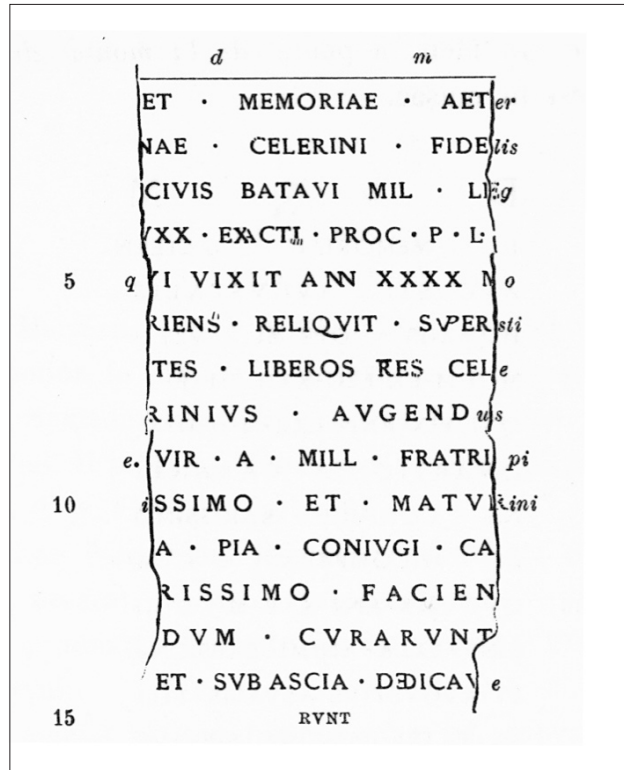 d m
ET · MEMORIAE · AETer
NAE · CELERINI · FIDElis
CIVIS BATAVI MIL · LEg
VXX · EXACTI · PROC · P · L ·
5 qVI VIXIT ANN XXXX Mo
RIENS · RELIQVIT · SVPERsti
TES · LIBEROS TRES CELe
RINIVS · AVGENDus
e. VIR · A · MILL · FRATRI pi
10 iSSIMO · ET · MATVRini
A · PIA · CONIVGI · CA
RISSIMO · FACIEN
DVM · CVRARVNT
ET · SVB ASCIA · DEDICAVe
15 RVNT